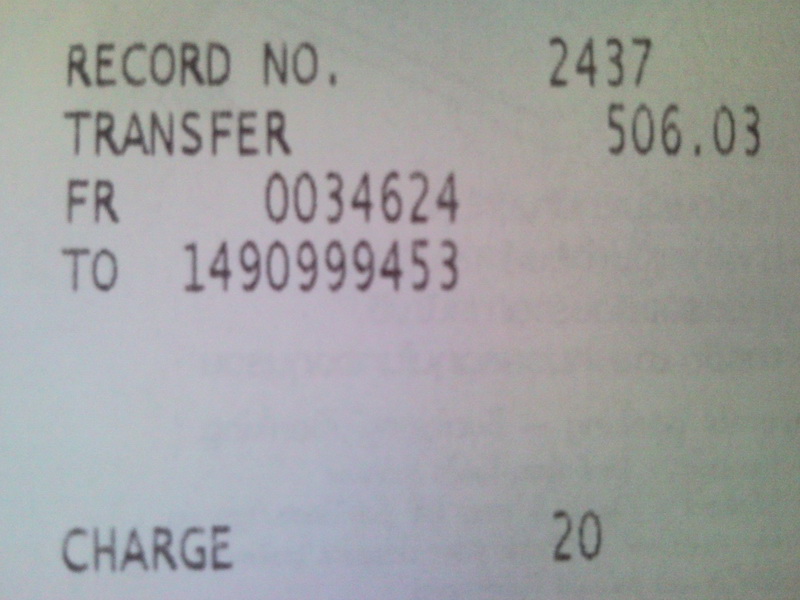 RECORD NO. 2437
TRANSFER 506.03
FR 0034624
TO 1490999453
CHARGE 20